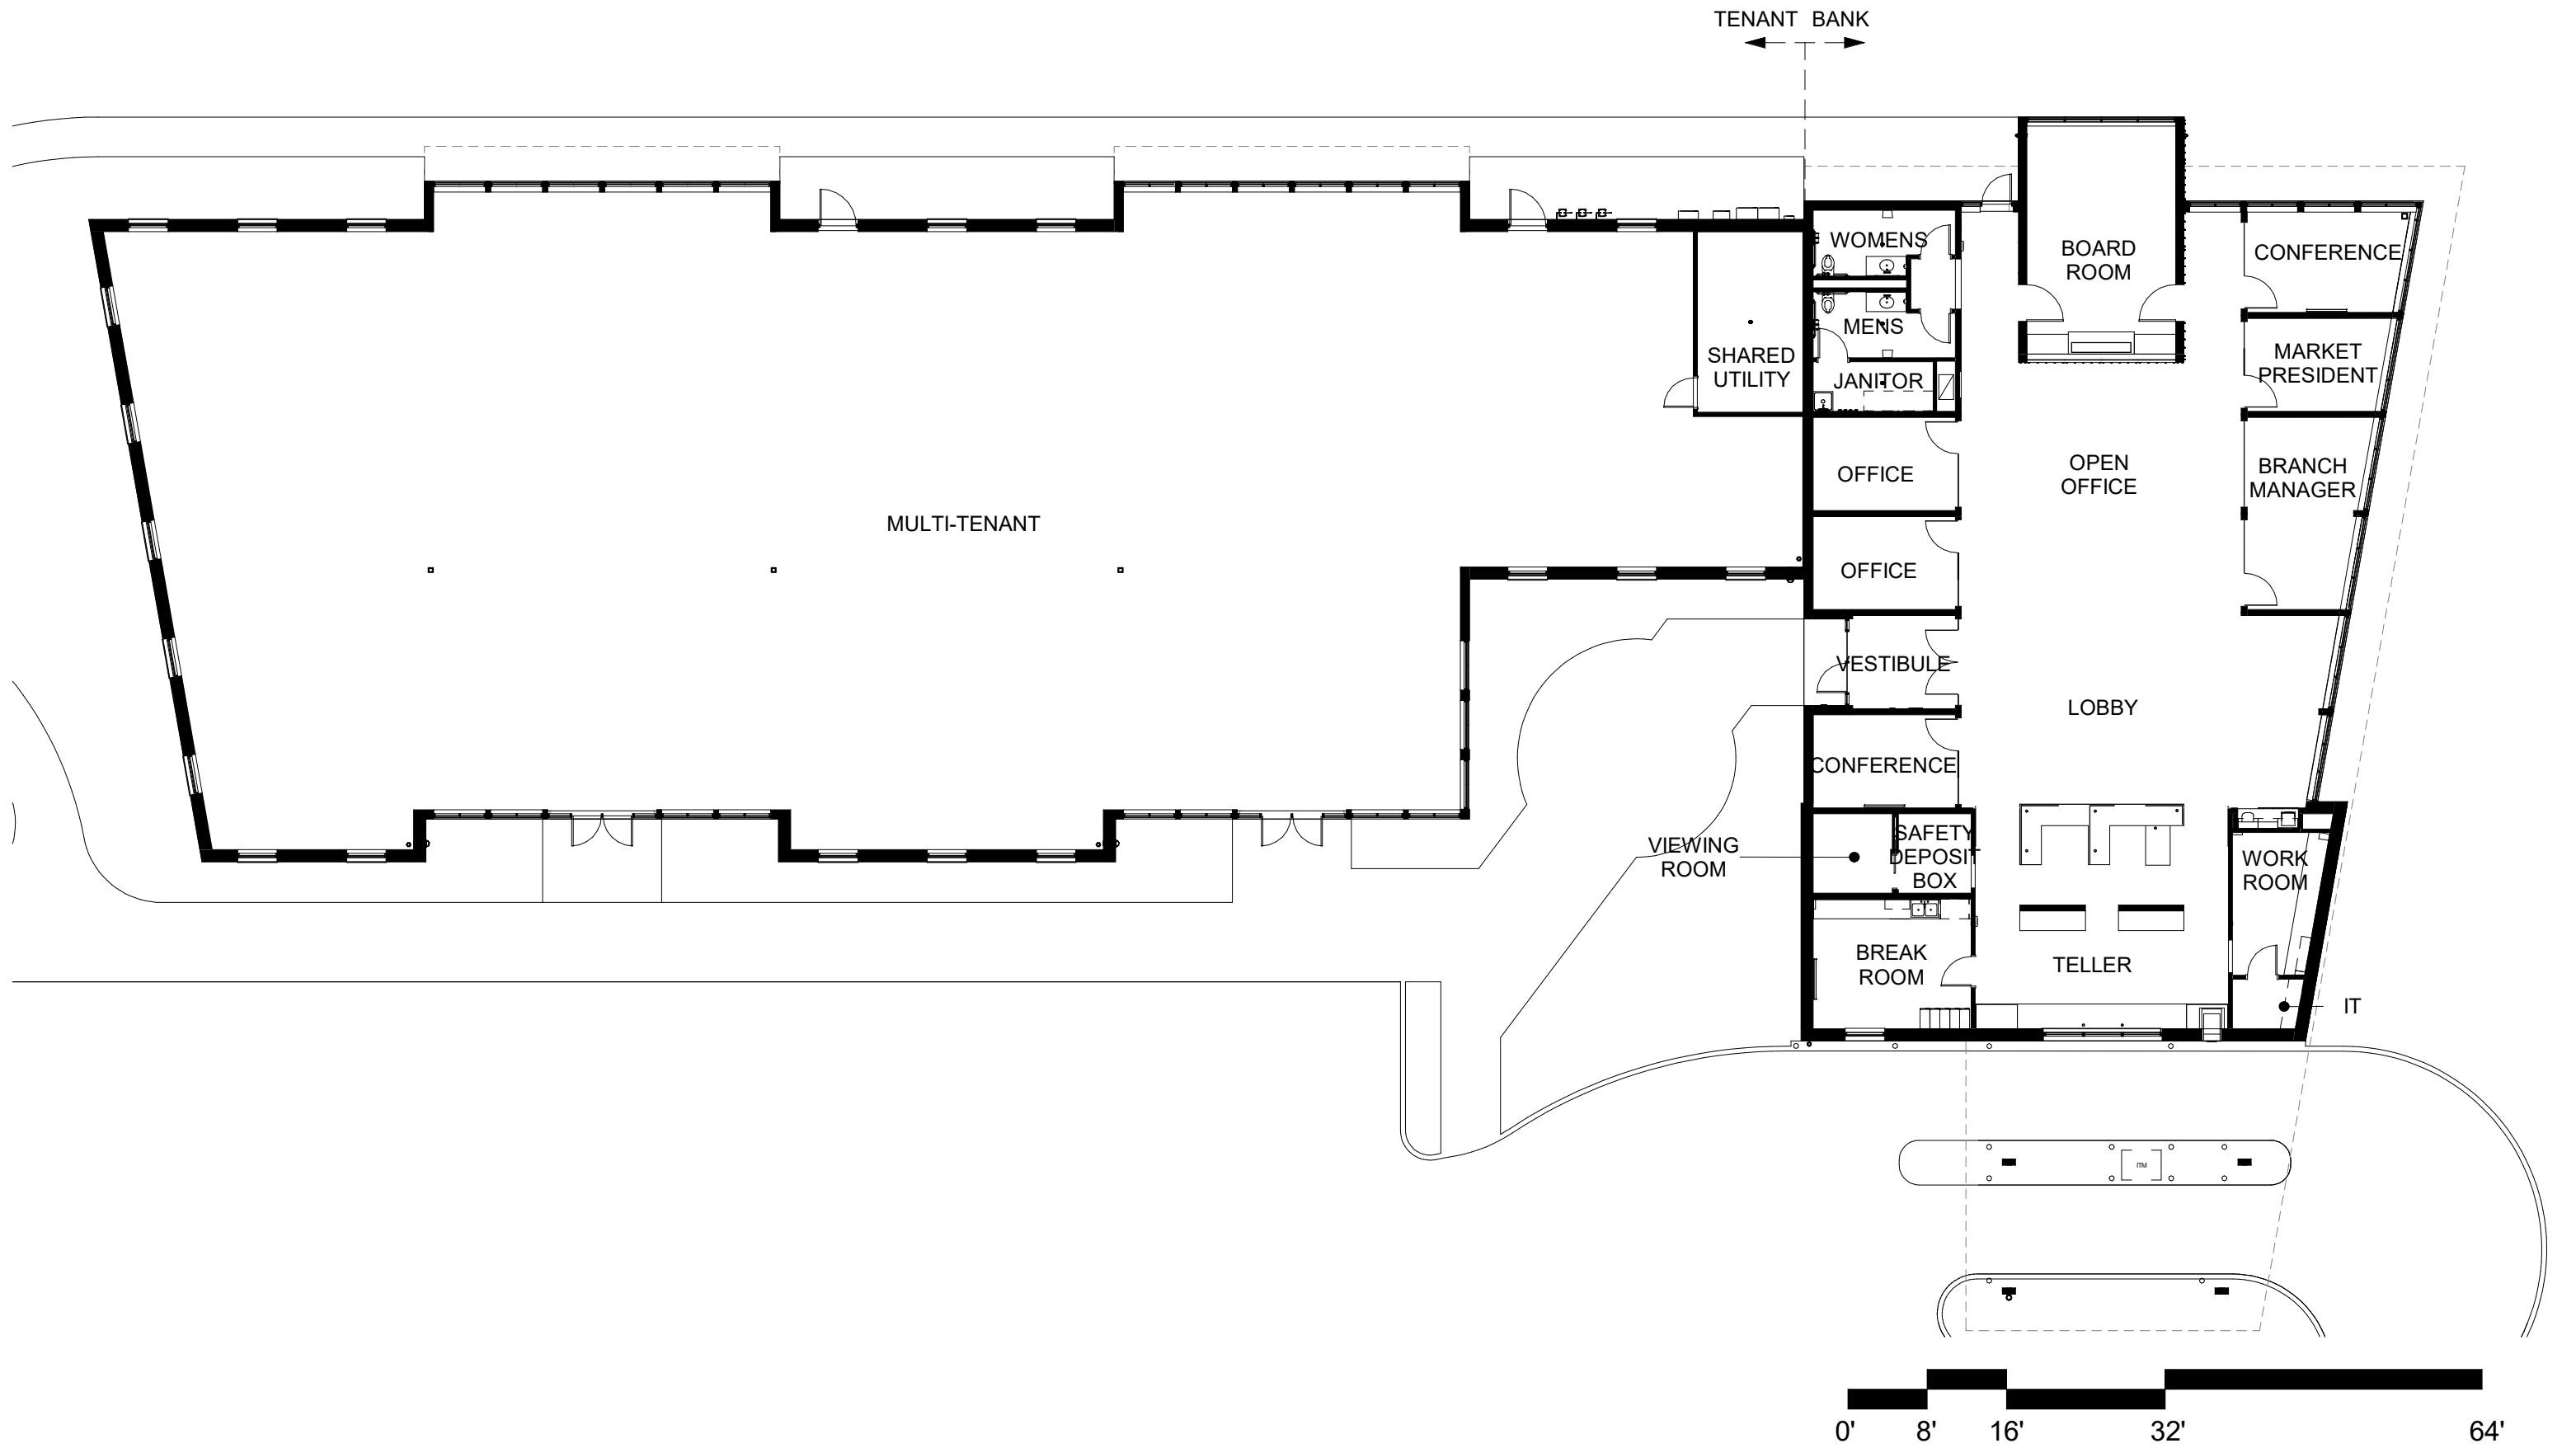 TENANT BANK
WOMENS
BOARD
ROOM
CONFERENCE
MENS
SHARED
UTILITY
JANITOR
MARKET
PRESIDENT
OFFICE
OPEN
OFFICE
BRANCH
MANAGER
MULTI-TENANT
OFFICE
VESTIBULE
LOBBY
CONFERENCE
VIEWING
ROOM
SAFETY
DEPOSIT
BOX
WORK
ROOM
BREAK
ROOM
TELLER
IT
ITM
0' 8' 16' 32' 64'